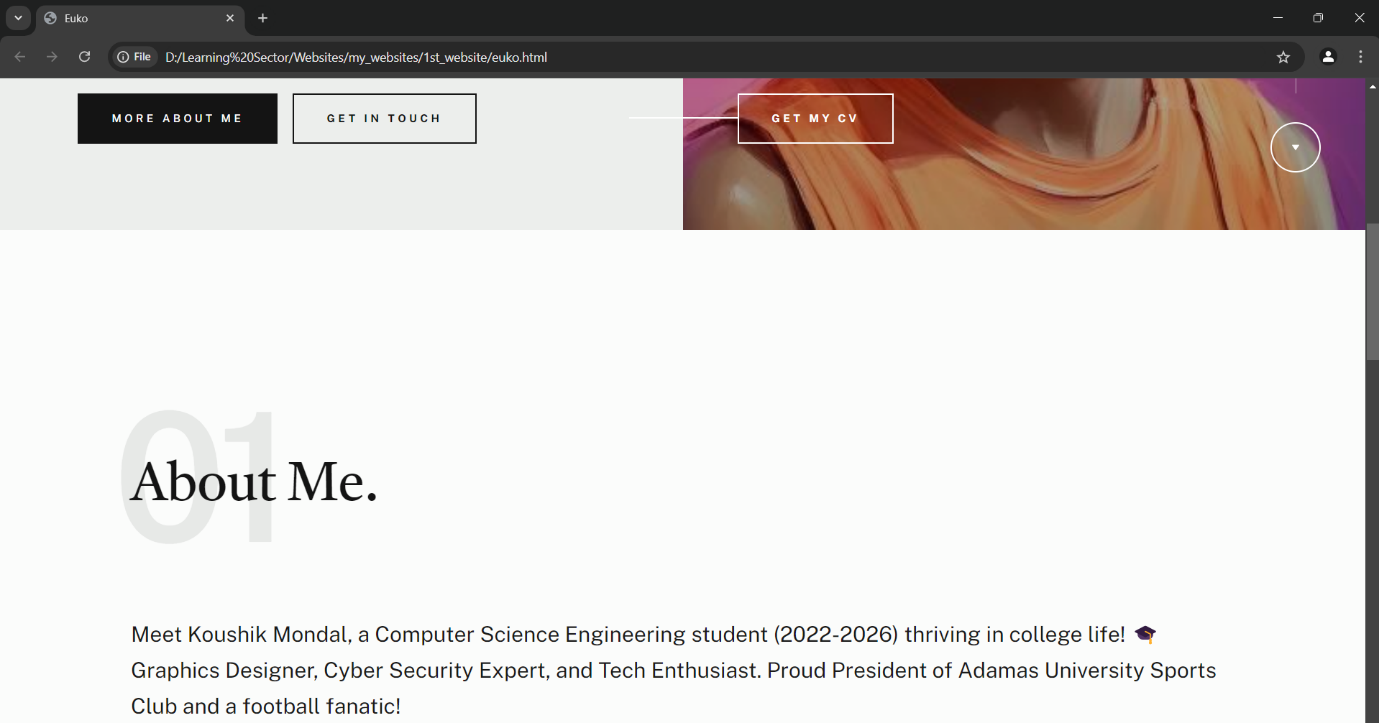 Euko
File
D:/Learning%20Sector/Websites/my_websites/1st_website/euko.html
MORE ABOUT ME
GET IN TOUCH
GET MY CV
01
About Me.
Meet Koushik Mondal, a Computer Science Engineering student (2022-2026) thriving in college life! 🎓
Graphics Designer, Cyber Security Expert, and Tech Enthusiast. Proud President of Adamas University Sports
Club and a football fanatic!